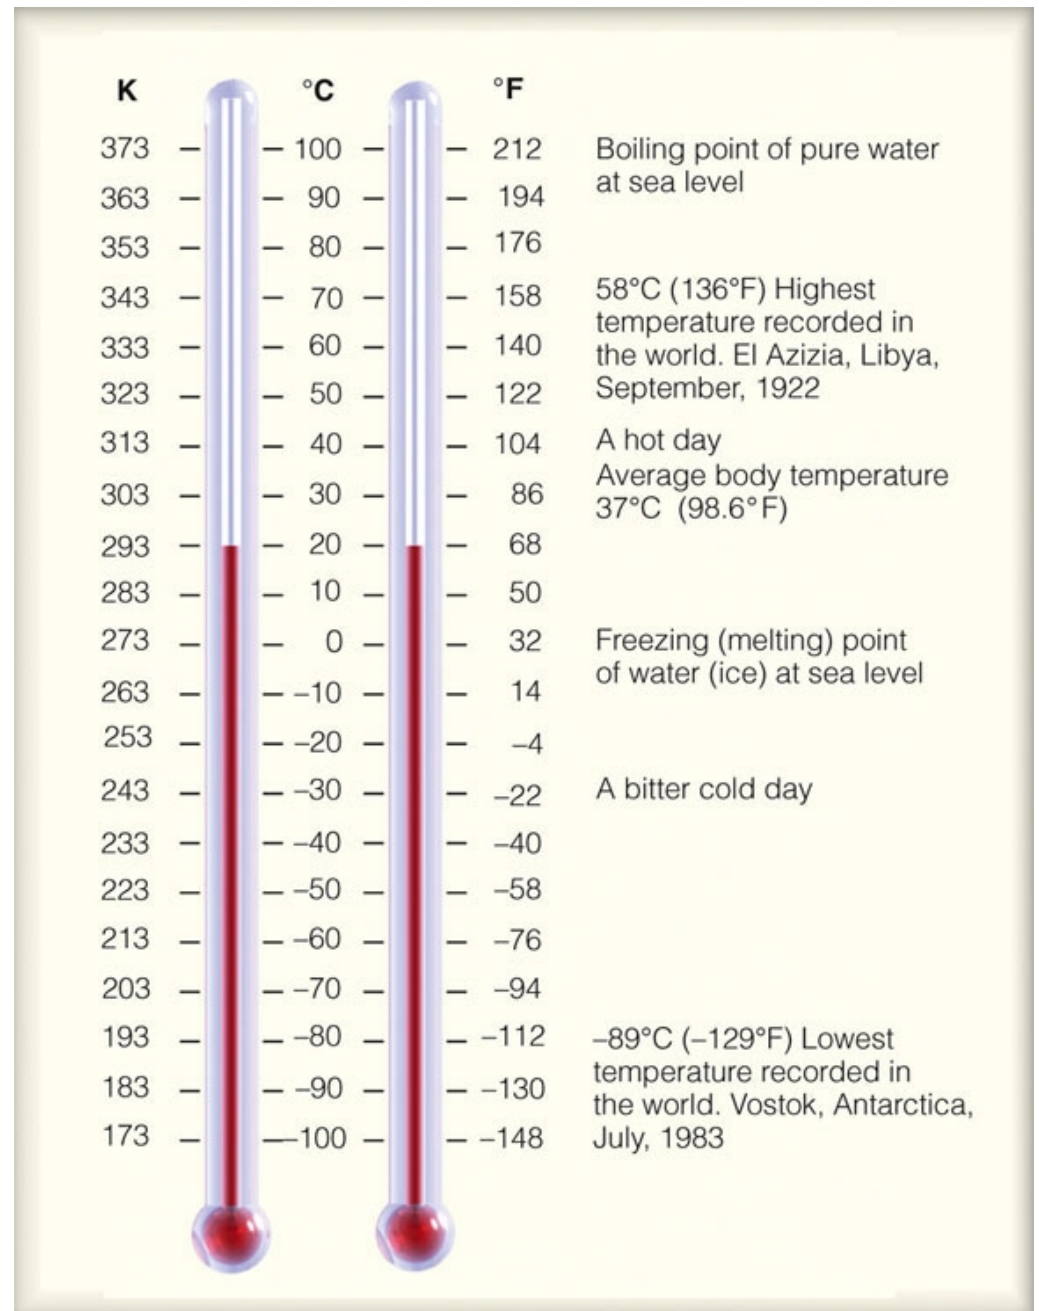 K °C °F
373 100 212 Boiling point of pure water
at sea level
363 90 194
353 80 176
343 70 158 58°C (136°F) Highest
temperature recorded in
333 60 140 the world. El Azizia, Libya,
323 50 122 September, 1922
313 40 104 A hot day
Average body temperature
303 30 86 37°C (98.6°F)
293 20 68
283 10 50
273 0 32 Freezing (melting) point
of water (ice) at sea level
263 –10 14
253 –20 –4
243 –30 –22 A bitter cold day
233 –40 –40
223 –50 –58
213 –60 –76
203 –70 –94
193 –80 –112 –89°C (–129°F) Lowest
temperature recorded in
183 –90 –130 the world. Vostok, Antarctica,
173 –100 –148 July, 1983